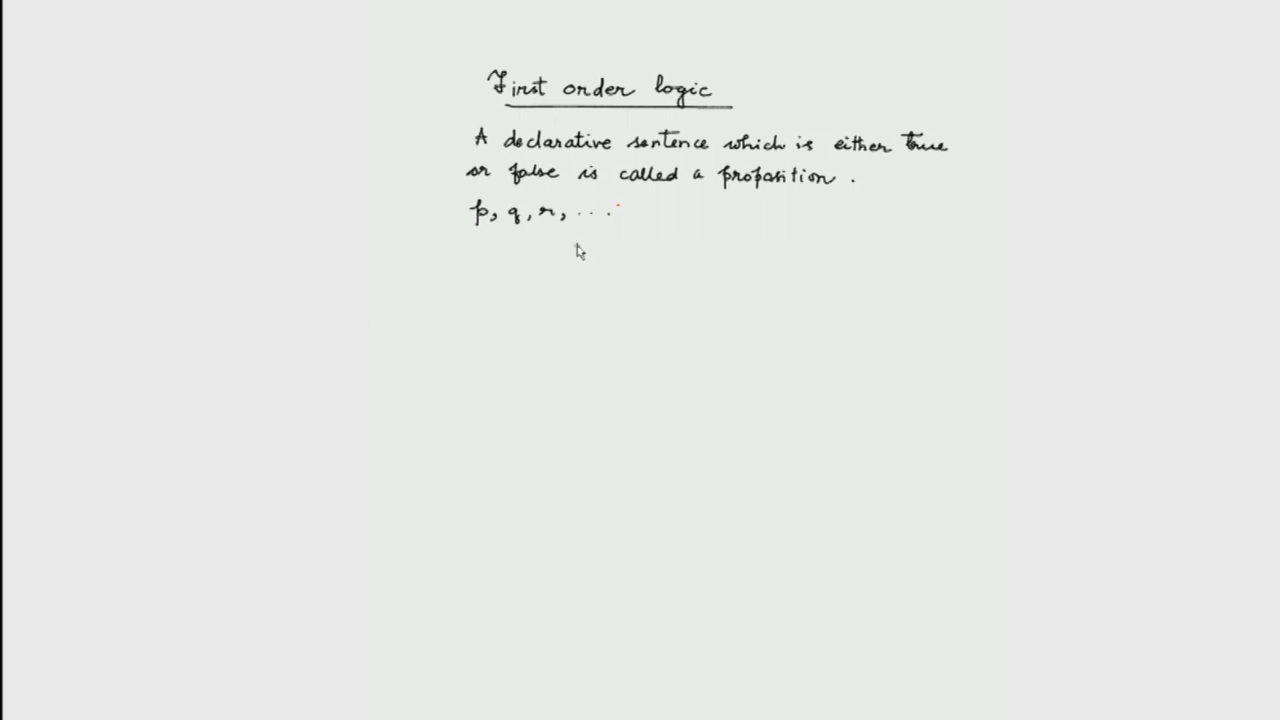 First order logic
A declarative sentence which is either true
or false is called a proposition .
p, q, r, ...